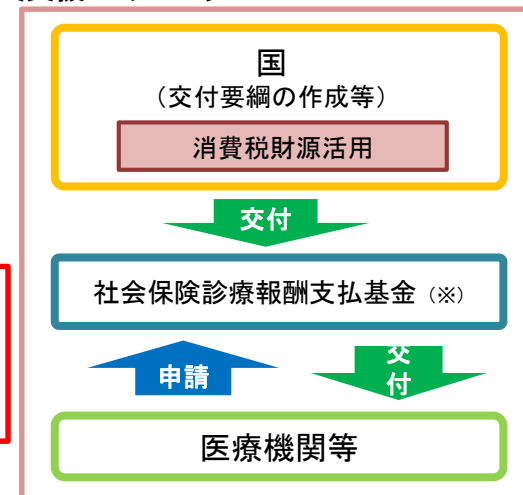 国
（交付要綱の作成等）
消費税財源活用
交付
社会保険診療報酬支払基金（※）
申請
交
付
医療機関等